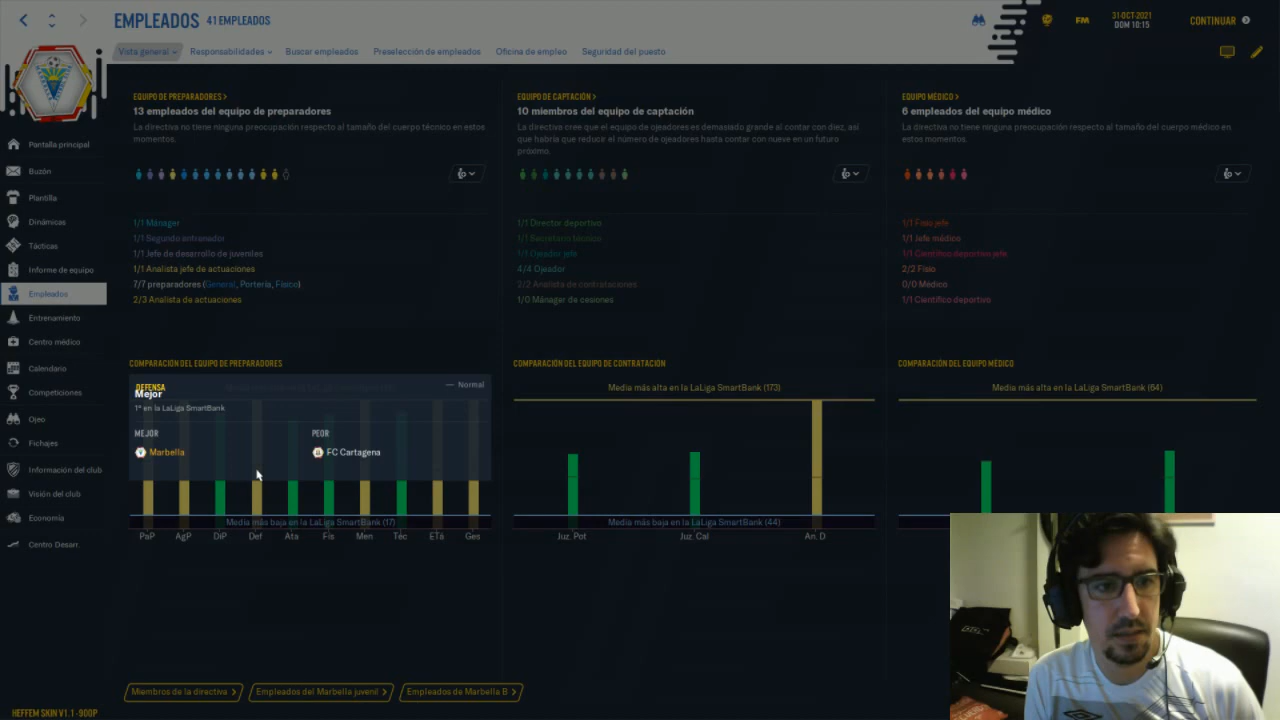 EMPLEADOS 41 EMPLEADOS
FM
31-OCT-2021
DOM 10:15
CONTINUAR
Vista general
Responsabilidades
Buscar empleados
Preselección de empleados
Oficina de empleo
Seguridad del puesto
Pantalla principal
Buzón
Plantilla
Dinámicas
Tácticas
Informe de equipo
Empleados
Entrenamiento
Centro médico
Calendario
Competiciones
Ojeo
Fichajes
Información del club
Visión del club
Economía
Centro Desarr.
HEFFEM SKIN V1.1 - 900P
EQUIPO DE PREPARADORES >
13 empleados del equipo de preparadores
La directiva no tiene ninguna preocupación respecto al tamaño del cuerpo técnico en estos
momentos.
1/1 Mánager
1/1 Segundo entrenador
1/1 Jefe de desarrollo de juveniles
1/1 Analista jefe de actuaciones
7/7 preparadores (General, Portería, Físico)
2/3 Analista de actuaciones
EQUIPO DE CAPTACIÓN >
10 miembros del equipo de captación
La directiva cree que el equipo de ojeadores es demasiado grande al contar con diez, así
que habría que reduce el número de ojeadores hasta contar con nueve en un futuro
próximo.
1/1 Director deportivo
1/1 Secretario técnico
1/1 Ojeador jefe
4/4 Ojeador
2/2 Analista de contrataciones
1/0 Mánager de cesiones
EQUIPO MÉDICO >
6 empleados del equipo médico
La directiva no tiene ninguna preocupación respecto al tamaño del cuerpo médico en
estos momentos.
1/1 Fisio jefe
1/1 Jefe médico
1/1 Científico deportivo jefe
2/2 Fisio
0/0 Médico
1/1 Científico deportivo
COMPARACIÓN DEL EQUIPO DE PREPARADORES
DEFENSA
Mejor
Normal
1º en la LaLiga SmartBank
MEJOR
PEOR
Marbella
FC Cartagena
Media más baja en la LaLiga SmartBank (17)
PaP AgP DiP Def Ata Fís Men Téc ETá Ges
COMPARACIÓN DEL EQUIPO DE CONTRATACIÓN
Media más alta en la LaLiga SmartBank (173)
Media más baja en la LaLiga SmartBank (44)
Juz. Pot Juz. Cal An. D
COMPARACIÓN DEL EQUIPO MÉDICO
Media más alta en la LaLiga SmartBank (64)
Miembros de la directiva >
Empleados del Marbella juvenil >
Empleados de Marbella B >